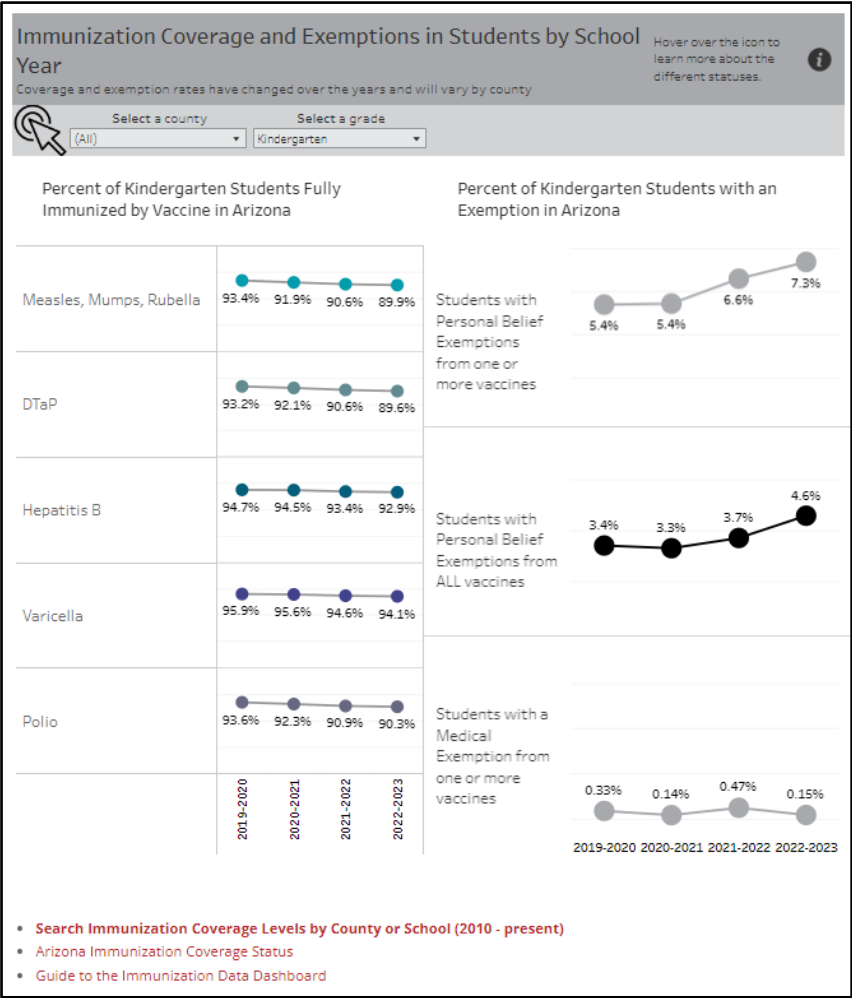 Immunization Coverage and Exemptions in Students by School
Year
Coverage and exemption rates have changed over the years and will vary by county
Hover over the icon to
learn more about the
different statuses.
i
Select a county
Select a grade
(All)
Kindergarten
Percent of Kindergarten Students Fully
Immunized by Vaccine in Arizona
Measles, Mumps, Rubella
93.4% 91.9% 90.6% 89.9%
DTaP
93.2% 92.1% 90.6% 89.6%
Hepatitis B
94.7% 94.5% 93.4% 92.9%
Varicella
95.9% 95.6% 94.6% 94.1%
Polio
93.6% 92.3% 90.9% 90.3%
2019-2020
2020-2021
2021-2022
2022-2023
Percent of Kindergarten Students with an
Exemption in Arizona
Students with
Personal Belief
Exemptions
from one or
more vaccines
5.4% 5.4% 6.6% 7.3%
Students with
Personal Belief
Exemptions from
ALL vaccines
3.4% 3.3% 3.7% 4.6%
Students with a
Medical
Exemption from
one or more
vaccines
0.33% 0.14% 0.47% 0.15%
2019-2020 2020-2021 2021-2022 2022-2023
• Search Immunization Coverage Levels by County or School (2010 - present)
• Arizona Immunization Coverage Status
• Guide to the Immunization Data Dashboard